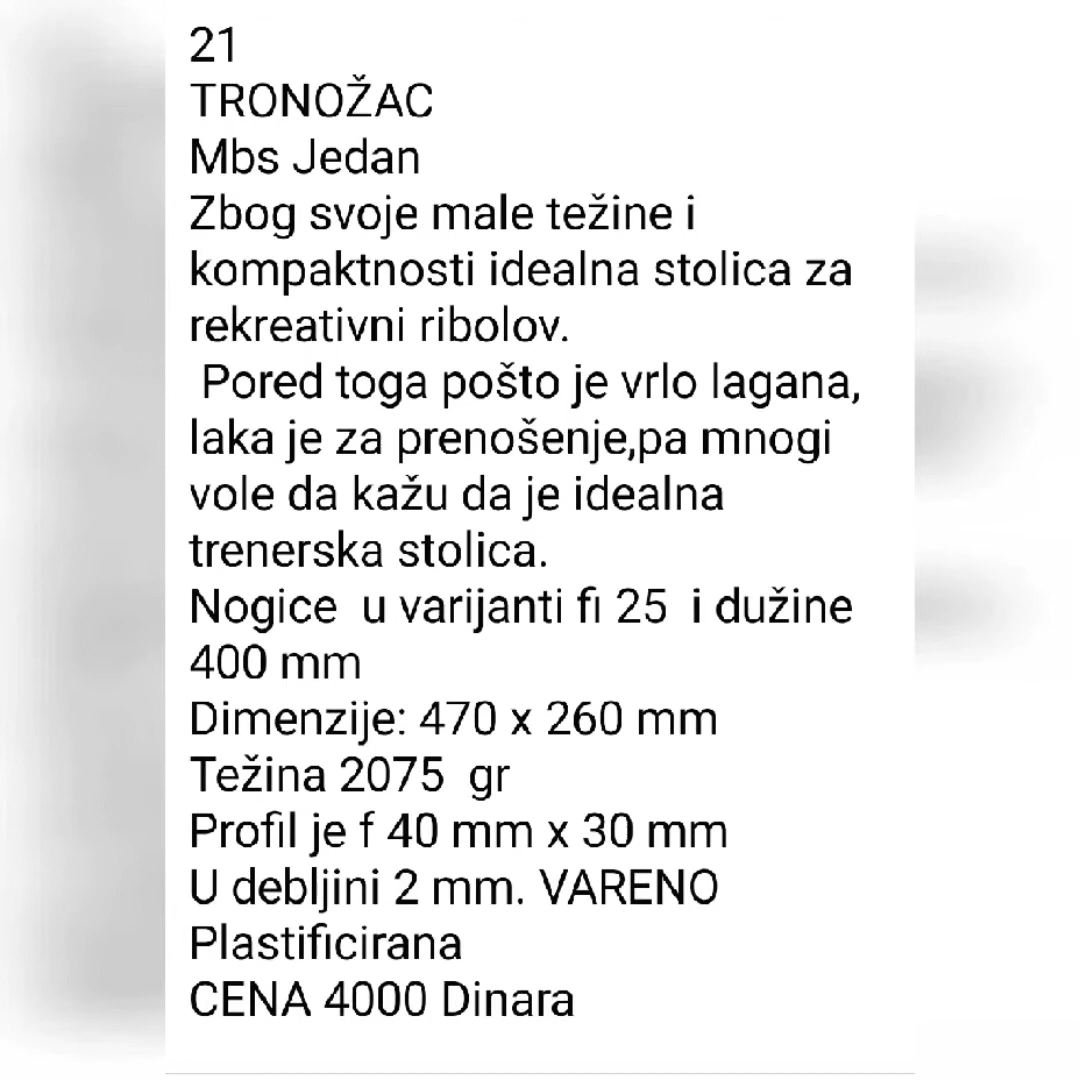 21
TRONOŽAC
Mbs Jedan
Zbog svoje male težine i
kompaktnosti idealna stolica za
rekreativni ribolov.
Pored toga pošto je vrlo lagana,
laka je za prenošenje,pa mnogi
vole da kažu da je idealna
trenerska stolica.
Nogice  u varijanti fi 25  i dužine
400 mm
Dimenzije: 470 x 260 mm
Težina 2075  gr
Profil je f 40 mm x 30 mm
U debljini 2 mm. VARENO
Plastificirana
CENA 4000 Dinara